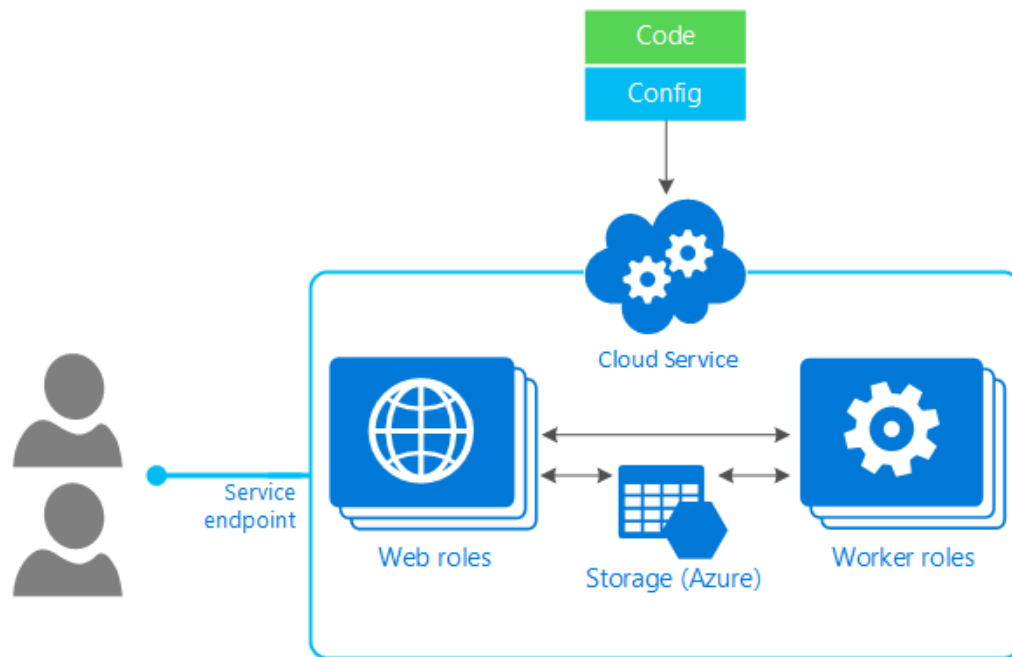 Code
Config
Cloud Service
Service
endpoint
Web roles
Storage (Azure)
Worker roles